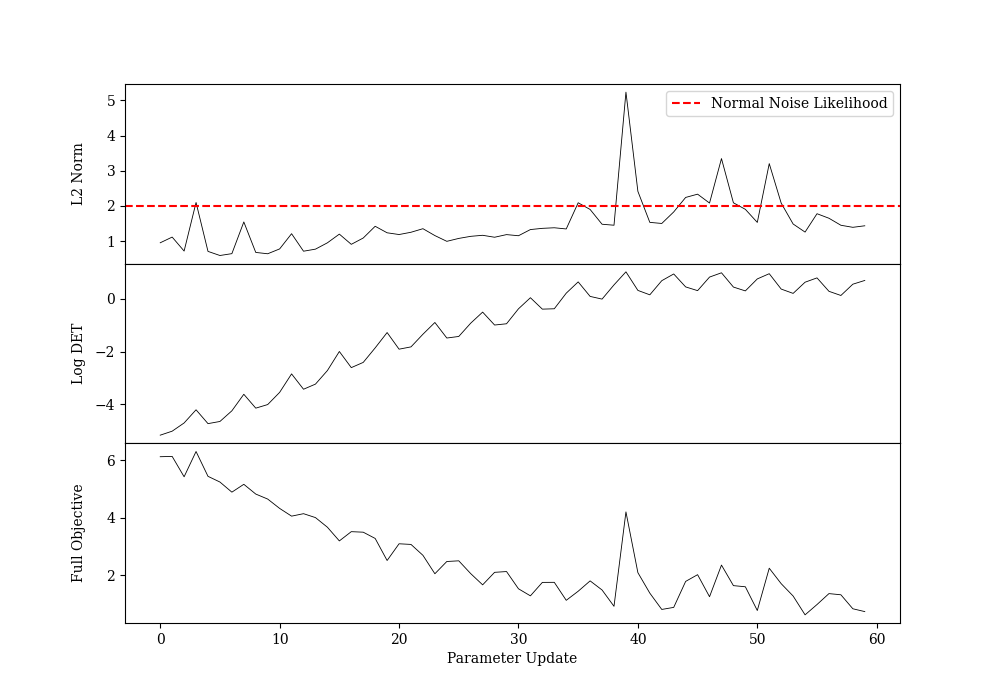 Normal Noise Likelihood
L2 Norm
5
4
3
2
1
Log DET
0
−2
−4
Full Objective
6
4
2
0 10 20 30 40 50 60
Parameter Update